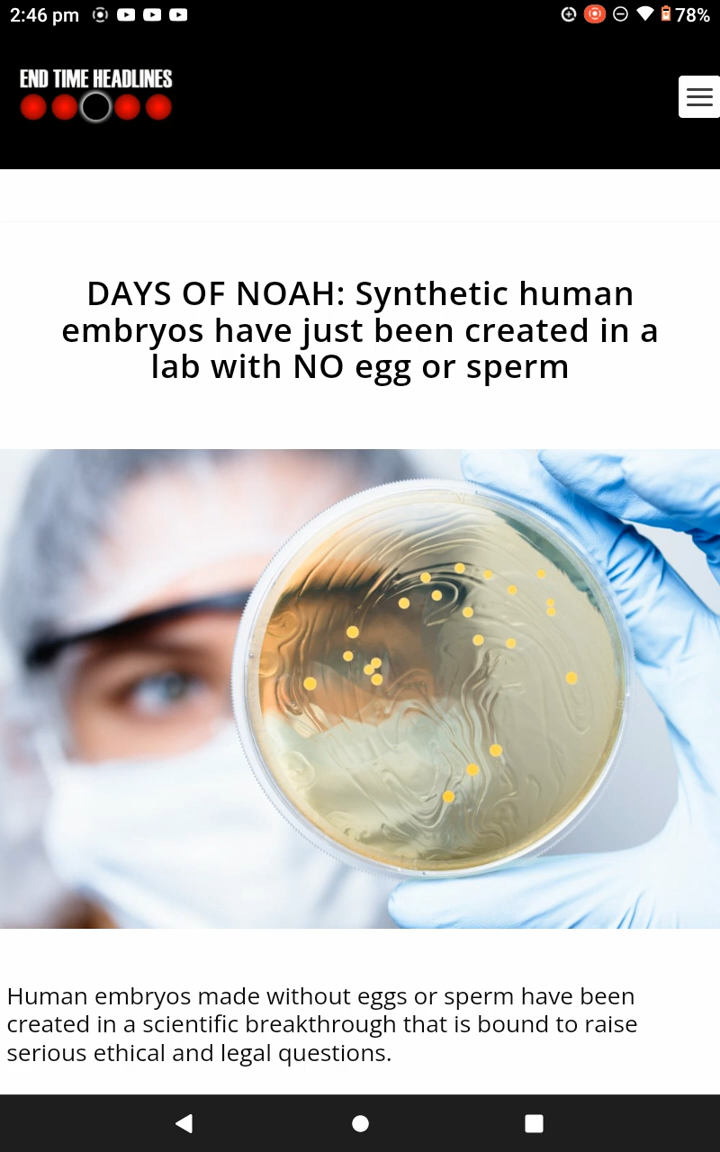 2:46 pm
78%
END TIME HEADLINES
DAYS OF NOAH: Synthetic human
embryos have just been created in a
lab with NO egg or sperm
Human embryos made without eggs or sperm have been
created in a scientific breakthrough that is bound to raise
serious ethical and legal questions.